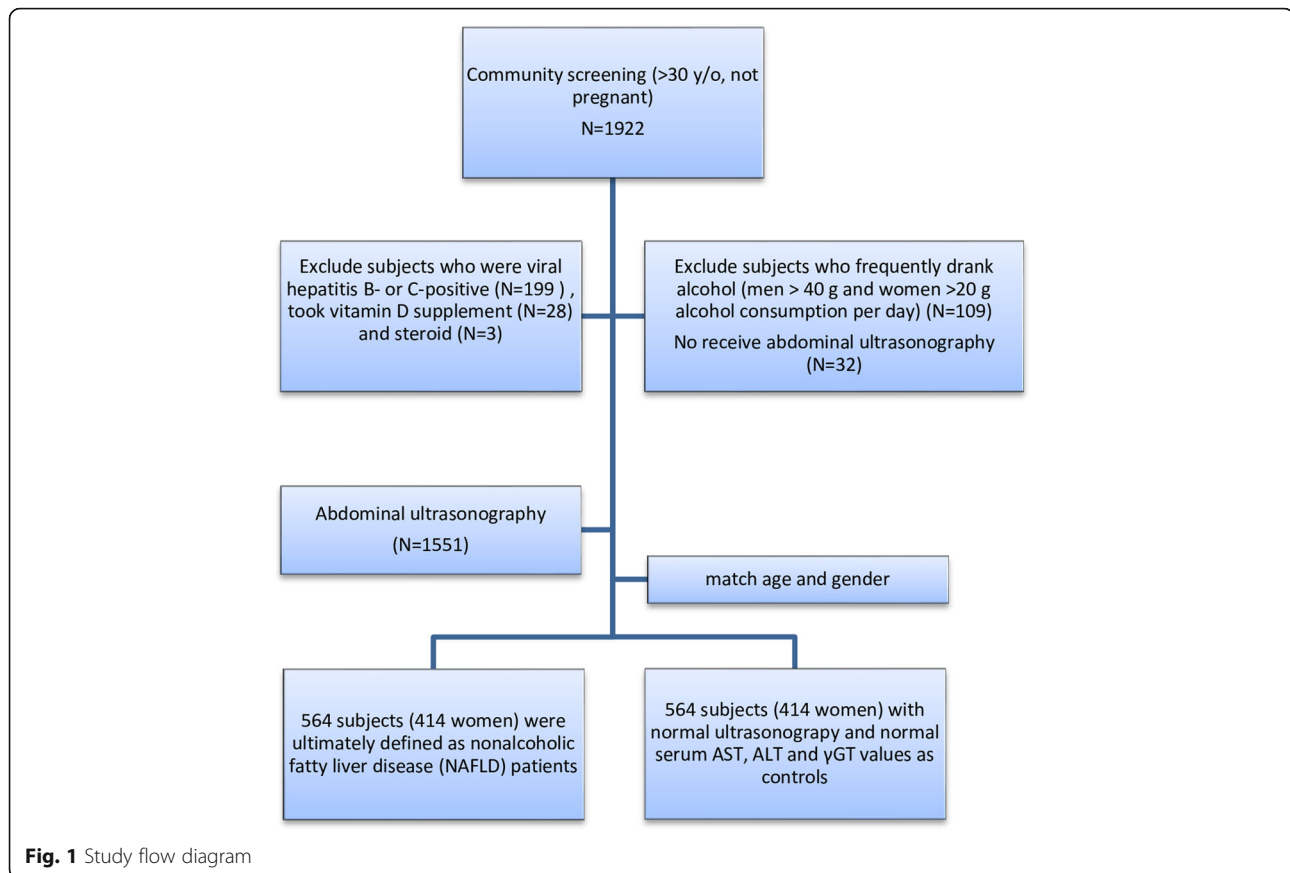 Community screening (>30 y/o, not
pregnant)
N=1922
Exclude subjects who were viral
hepatitis B- or C-positive (N=199 ) ,
took vitamin D supplement (N=28)
and steroid (N=3)
Exclude subjects who frequently drank
alcohol (men > 40 g and women >20 g
alcohol consumption per day) (N=109)
No receive abdominal ultrasonography
(N=32)
Abdominal ultrasonography
(N=1551)
match age and gender
564 subjects (414 women) were
ultimately defined as nonalcoholic
fatty liver disease (NAFLD) patients
564 subjects (414 women) with
normal ultrasonograpy and normal
serum AST, ALT and γGT values as
controls
Fig. 1 Study flow diagram